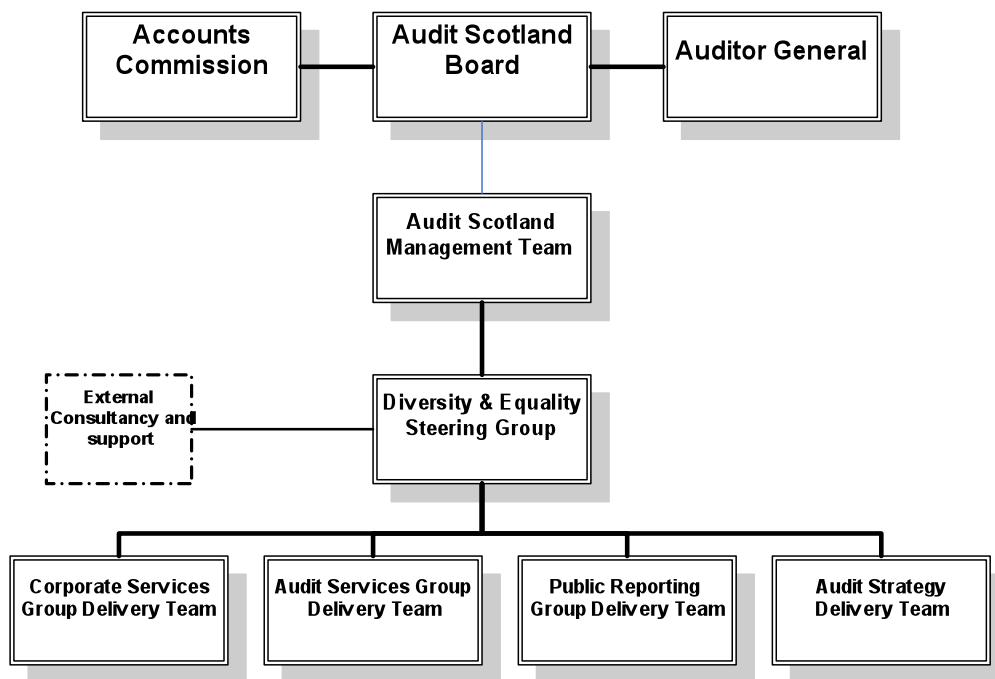 Accounts
Commission
Audit Scotland
Board
Auditor General
Audit Scotland
Management Team
External
Consultancy and
support
Diversity & Equality
Steering Group
Corporate Services
Group Delivery Team
Audit Services Group
Delivery Team
Public Reporting
Group Delivery Team
Audit Strategy
Delivery Team